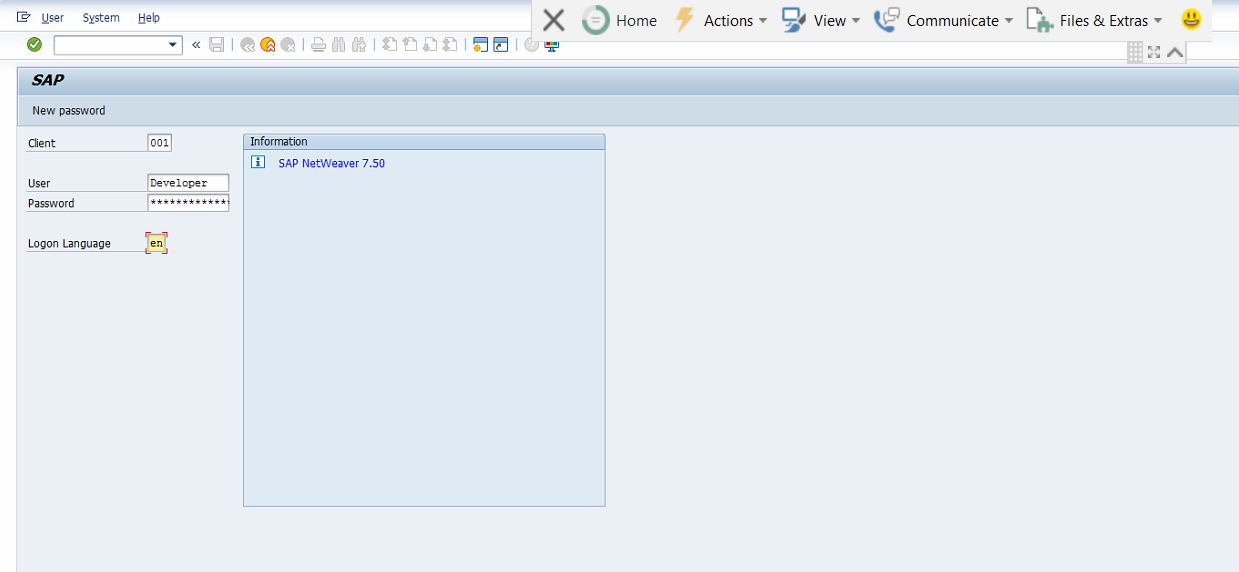 User System Help
Home Actions View Communicate Files & Extras
«
SAP
New password
Client 001
Information
i SAP NetWeaver 7.50
User Developer
Password *************
Logon Language en